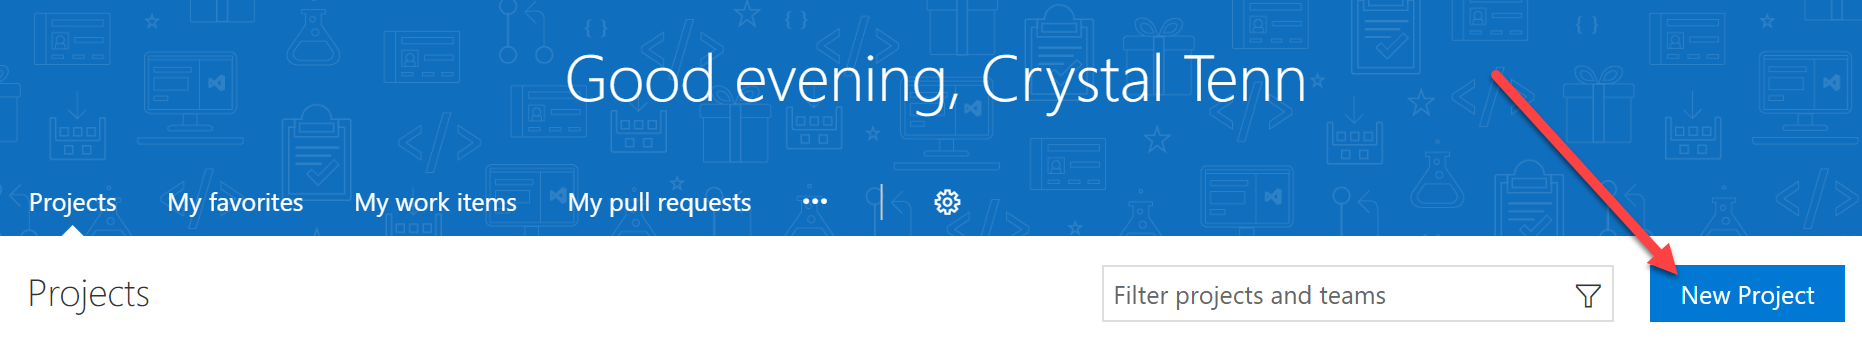 Good evening, Crystal Tenn
Projects My favorites My work items My pull requests ...
Projects
Filter projects and teams
New Project